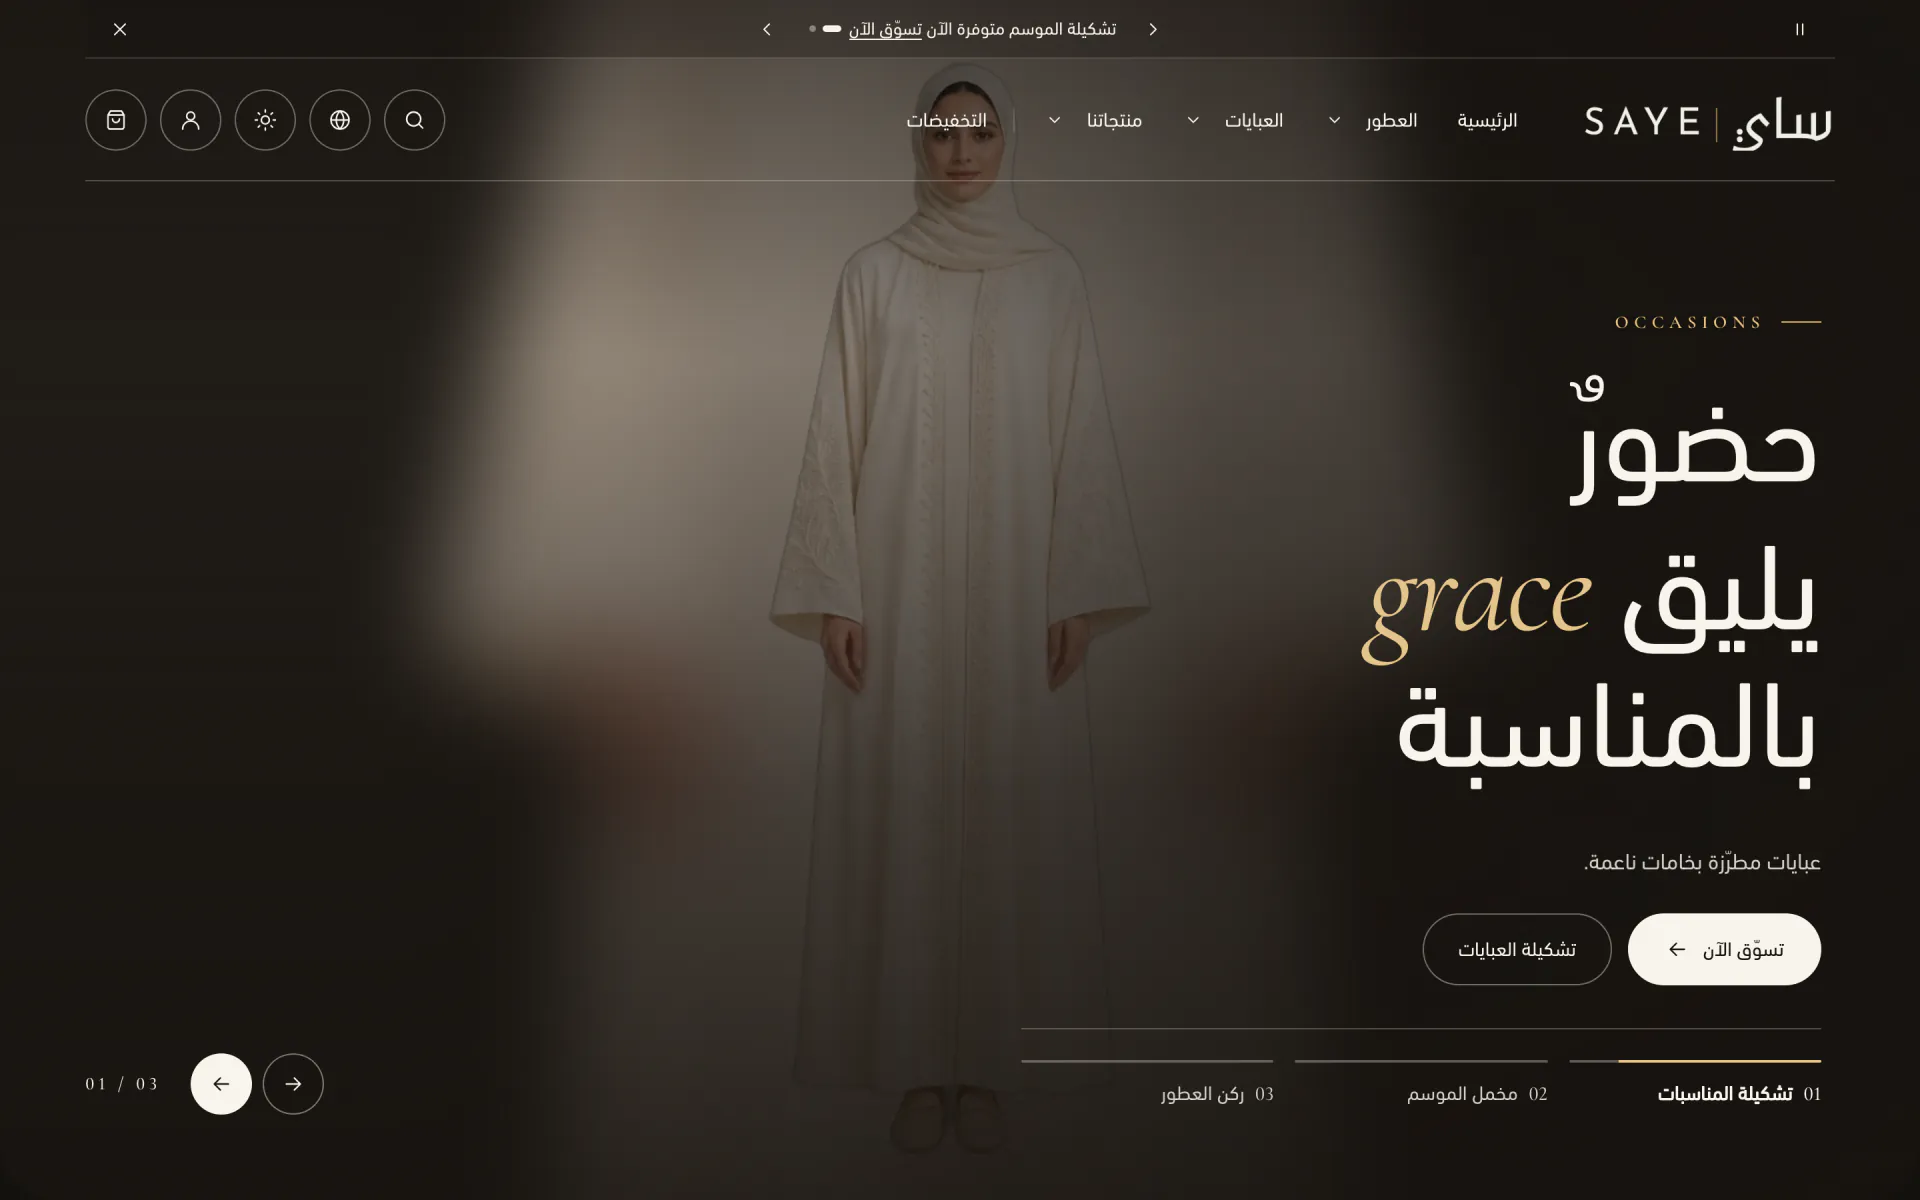 تشكيلة الموسم متوفرة الآن تسوّق الآن
ساي | SAYE
الرئيسية
العطور
العبايات
منتجاتنا
التخفيضات
OCCASIONS
حضورٌ
يليق grace
بالمناسبة
عبايات مطرّزة بخامات ناعمة.
تسوّق الآن
تشكيلة العبايات
01 تشكيلة المناسبات
02 مخمل الموسم
03 ركن العطور
01 / 03